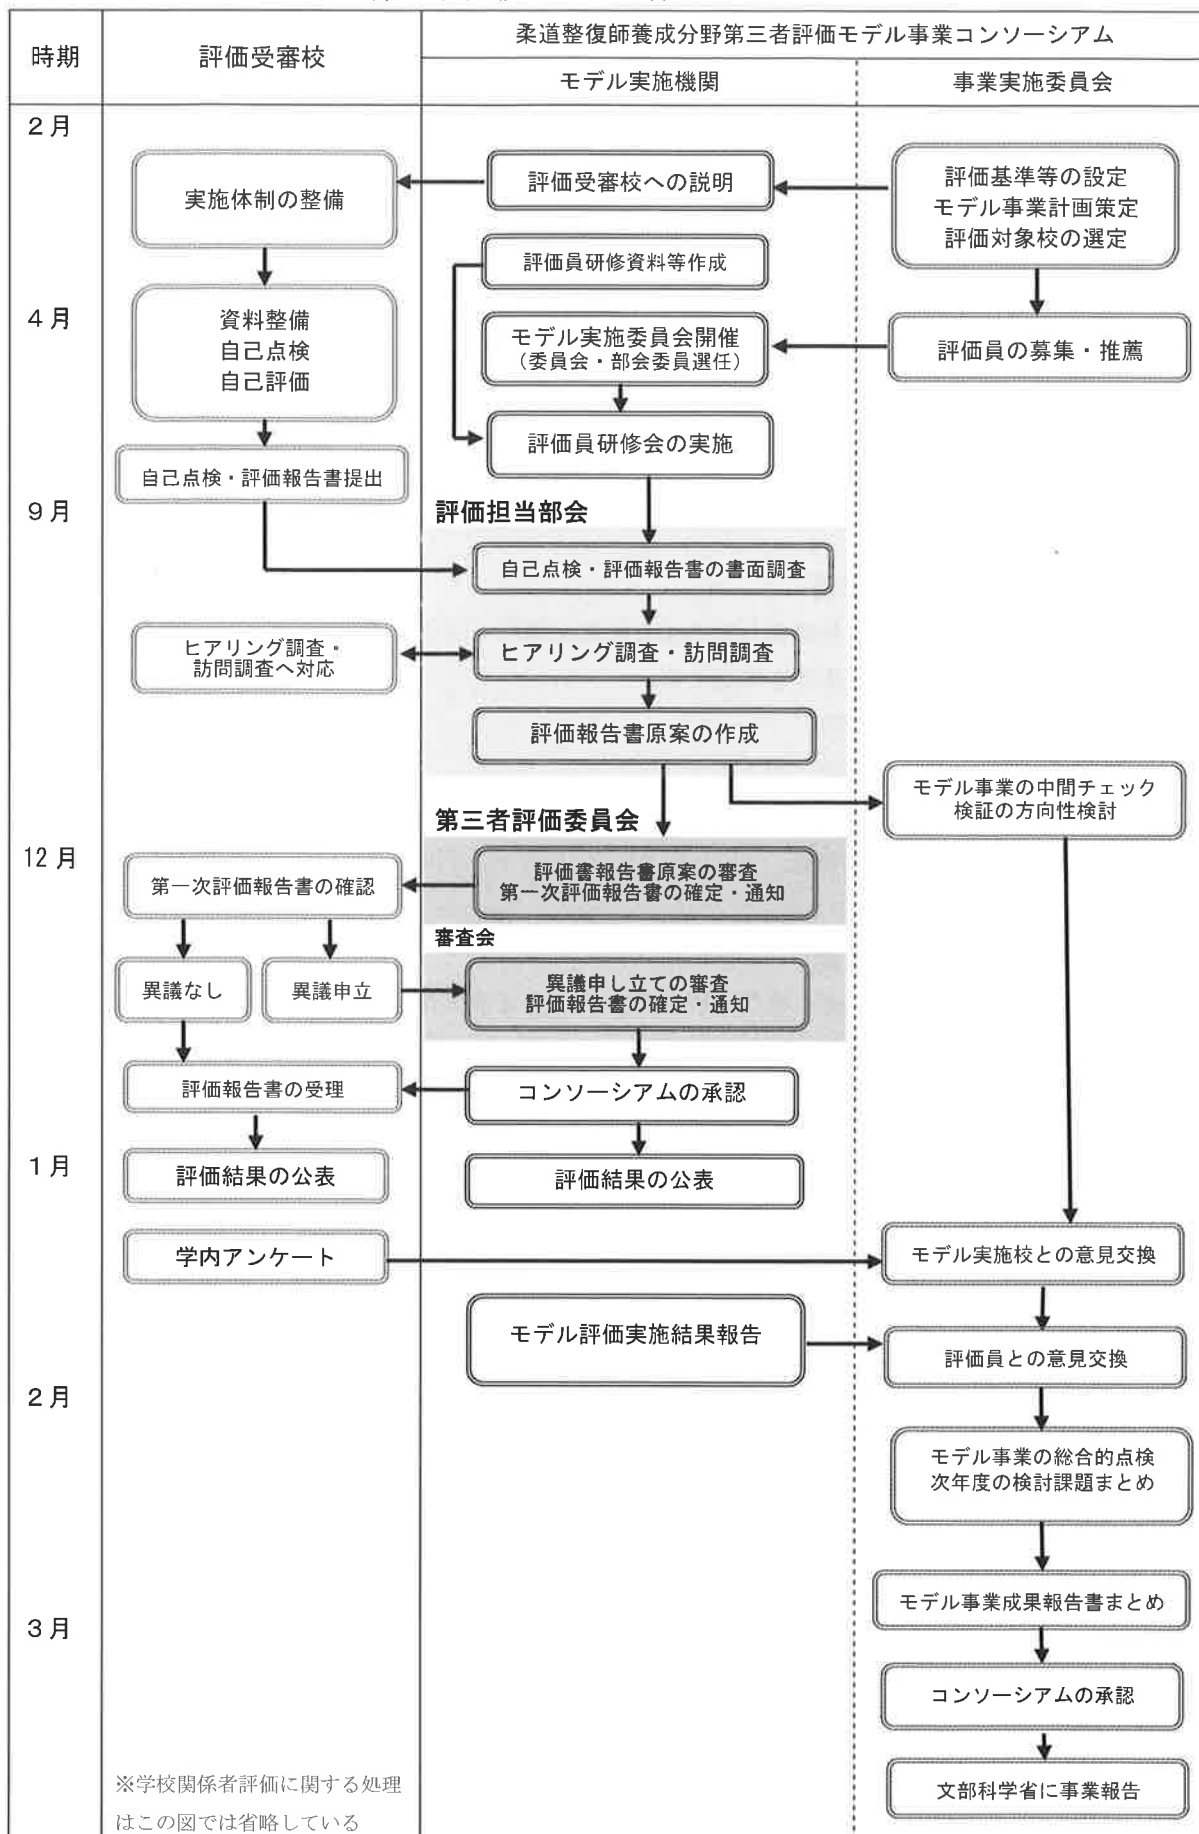 時期
評価受審校
柔道整復師養成分野第三者評価モデル事業コンソーシアム
モデル実施機関
事業実施委員会
2月
実施体制の整備
評価受審校への説明
評価基準等の設定
モデル事業計画策定
評価対象校の選定
評価員研修資料等作成
4月
資料整備
自己点検
自己評価
モデル実施委員会開催
（委員会・部会委員選任）
評価員の募集・推薦
評価員研修会の実施
自己点検・評価報告書提出
9月
評価担当部会
自己点検・評価報告書の書面調査
ヒアリング調査・
訪問調査へ対応
ヒアリング調査・訪問調査
評価報告書原案の作成
モデル事業の中間チェック
検証の方向性検討
第三者評価委員会
12月
第一次評価報告書の確認
評価書報告書原案の審査
第一次評価報告書の確定・通知
審査会
異議なし
異議申立
異議申し立ての審査
評価報告書の確定・通知
評価報告書の受理
コンソーシアムの承認
1月
評価結果の公表
評価結果の公表
学内アンケート
モデル実施校との意見交換
モデル評価実施結果報告
評価員との意見交換
2月
モデル事業の総合的点検
次年度の検討課題まとめ
モデル事業成果報告書まとめ
3月
コンソーシアムの承認
文部科学省に事業報告
※学校関係者評価に関する処理
はこの図では省略している